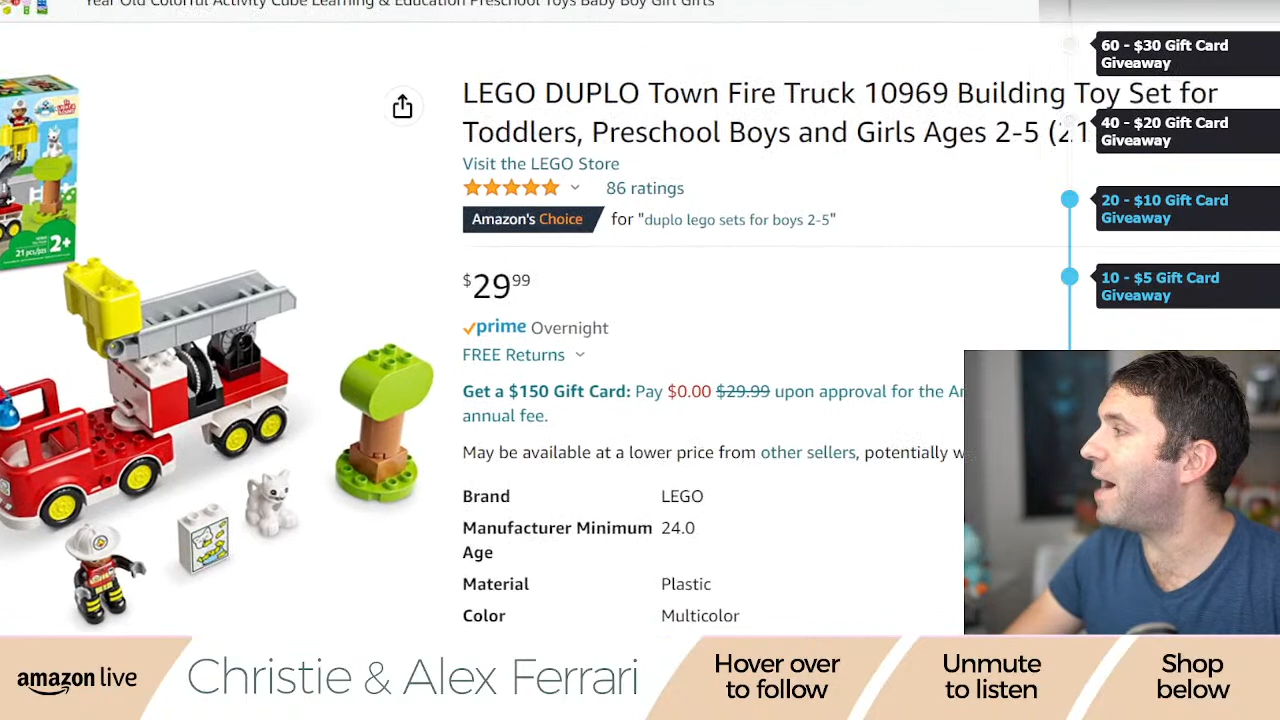 Year Old Colorful Activity Cube Learning & Education Preschool Toys Baby Boy Girl Gifts
60 - $30 Gift Card
Giveaway
LEGO DUPLO Town Fire Truck 10969 Building Toy Set for
Toddlers, Preschool Boys and Girls Ages 2-5 (21
40 - $20 Gift Card
Giveaway
Visit the LEGO Store
86 ratings
Amazon's Choice for "duplo lego sets for boys 2-5"
20 - $10 Gift Card
Giveaway
$29 99
10 - $5 Gift Card
Giveaway
prime Overnight
FREE Returns
Get a $150 Gift Card: Pay $0.00 $29.99 upon approval for the
annual fee.
May be available at a lower price from other sellers, potentially
Brand LEGO
Manufacturer Minimum 24.0
Age
Material Plastic
Color Multicolor
21 pcs/pzs
2+
amazon live
Christie & Alex Ferrari
Hover over
to follow
Unmute
to listen
Shop
below